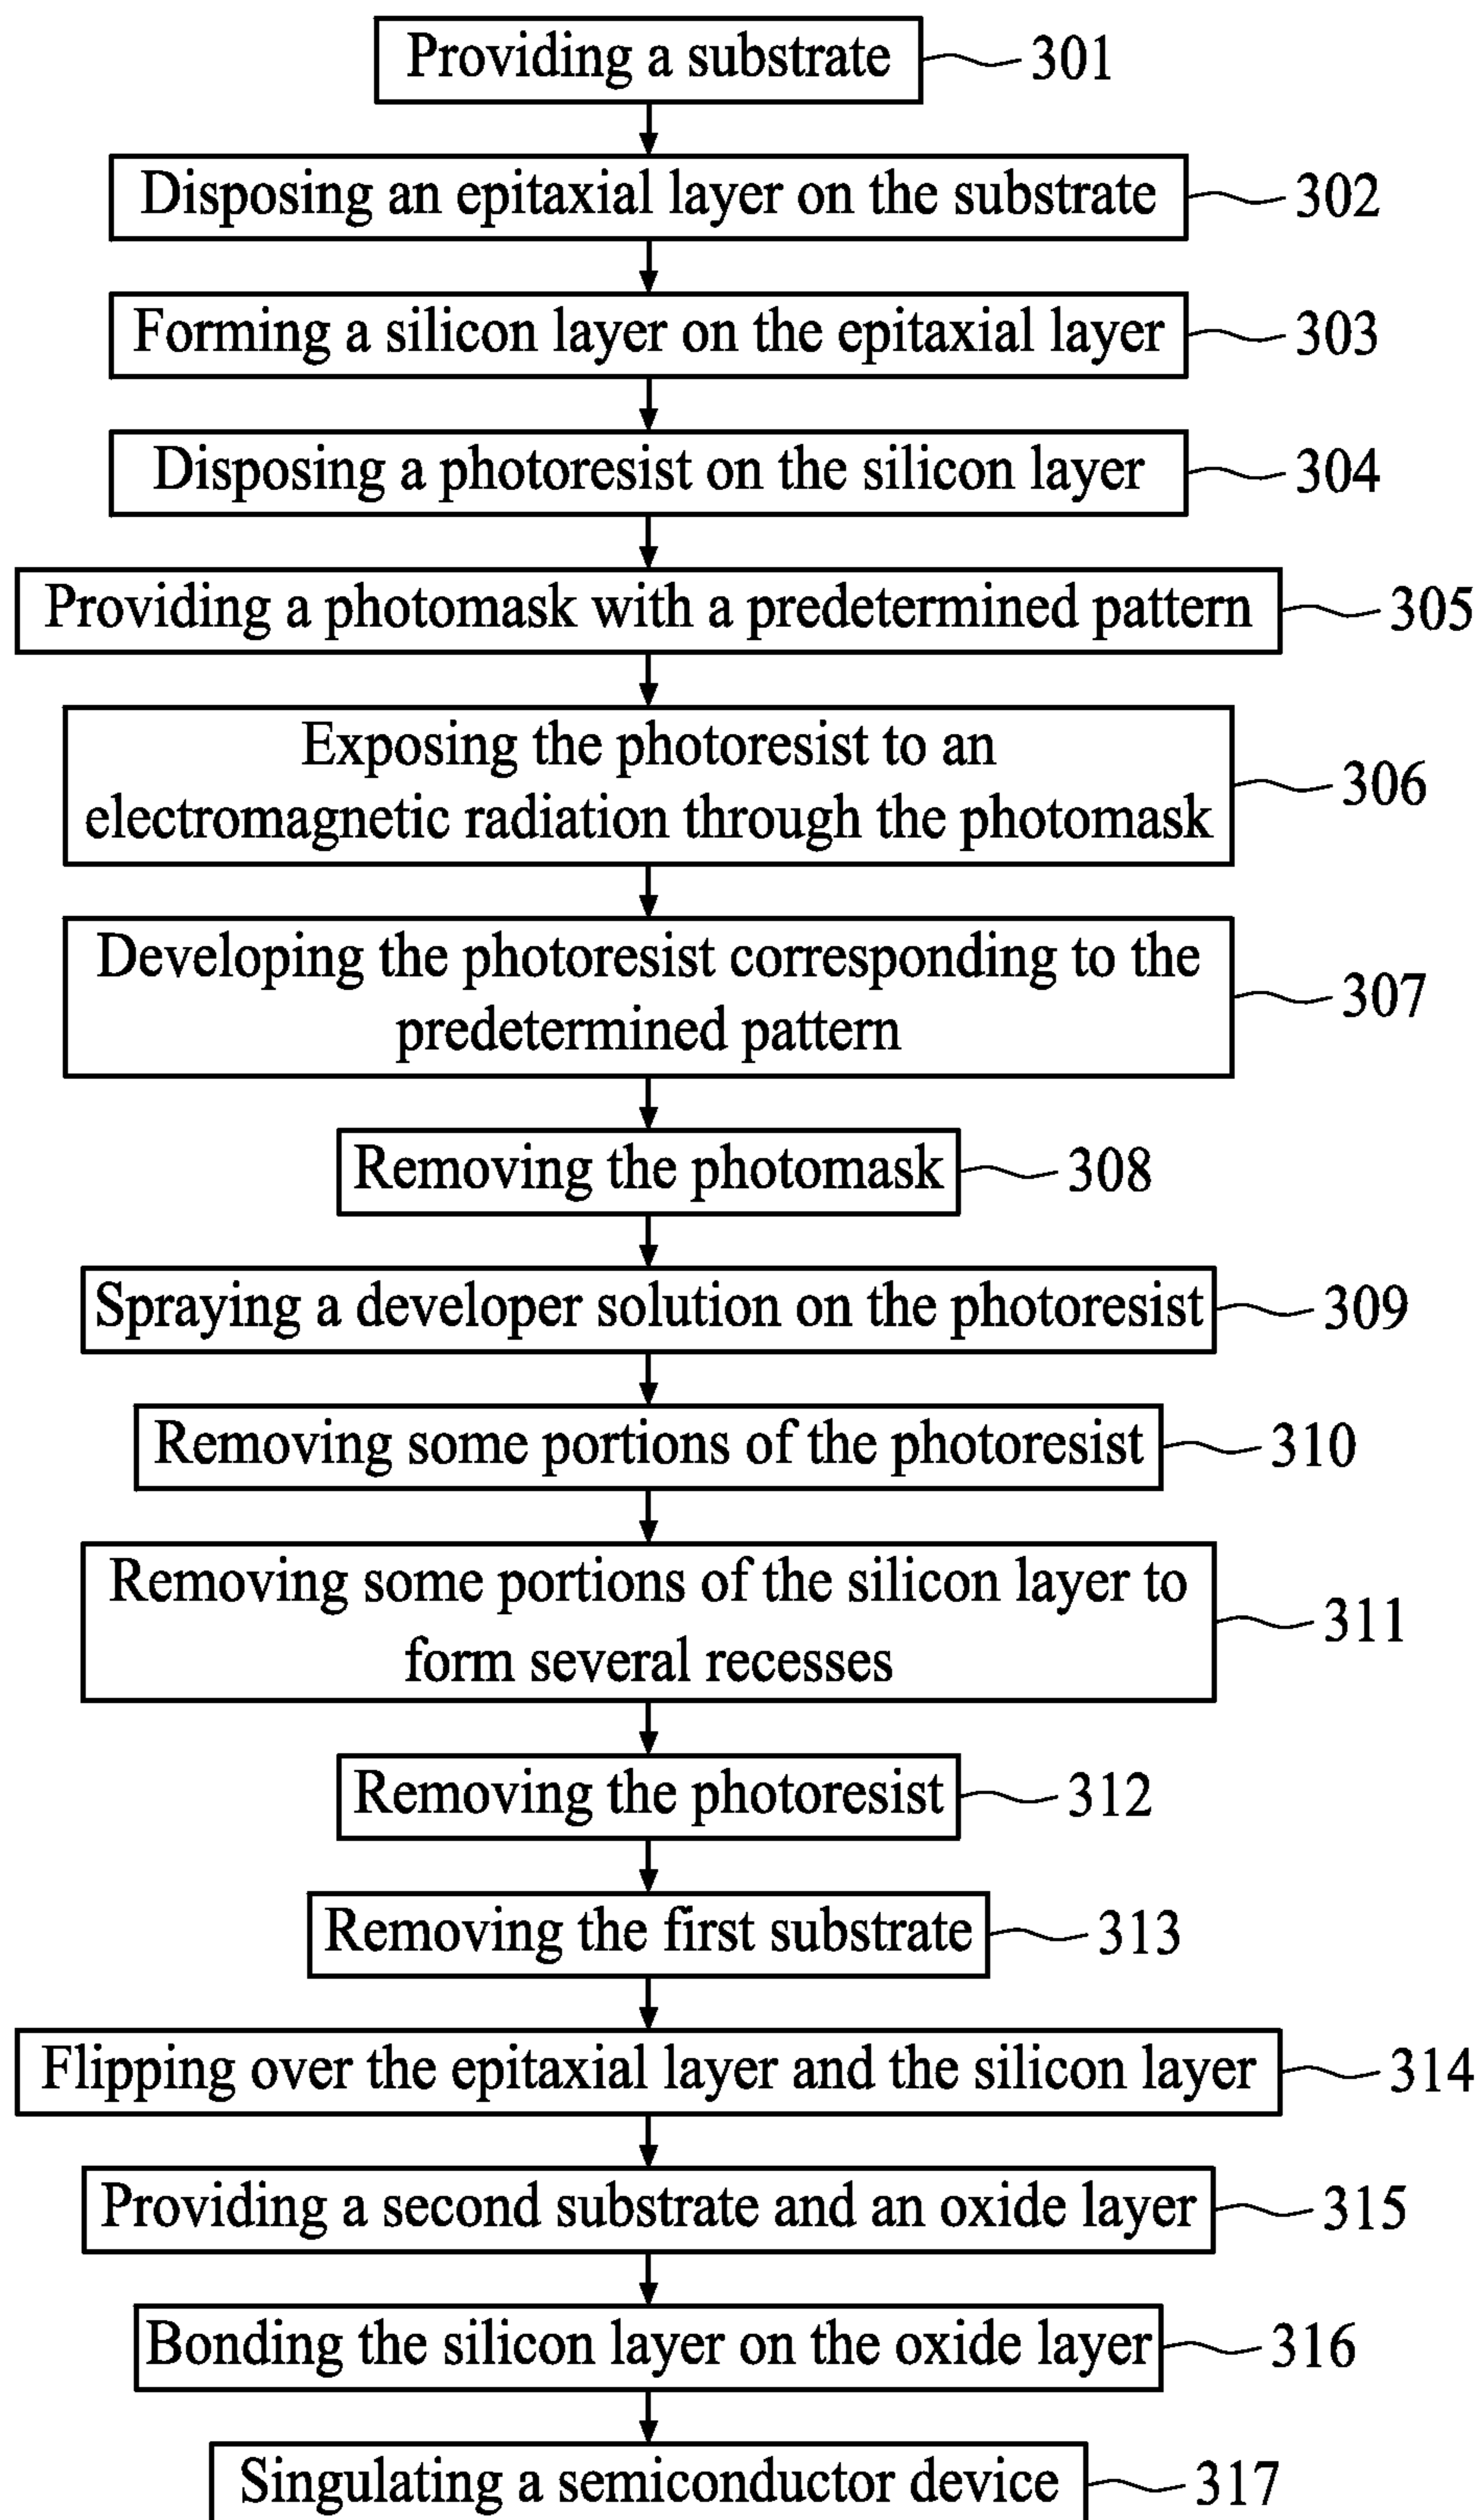 Providing a substrate 301
Disposing an epitaxial layer on the substrate 302
Forming a silicon layer on the epitaxial layer 303
Disposing a photoresist on the silicon layer 304
Providing a photomask with a predetermined pattern 305
Exposing the photoresist to an
electromagnetic radiation through the photomask 306
Developing the photoresist corresponding to the
predetermined pattern 307
Removing the photomask 308
Spraying a developer solution on the photoresist 309
Removing some portions of the photoresist 310
Removing some portions of the silicon layer to
form several recesses 311
Removing the photoresist 312
Removing the first substrate 313
Flipping over the epitaxial layer and the silicon layer 314
Providing a second substrate and an oxide layer 315
Bonding the silicon layer on the oxide layer 316
Singulating a semiconductor device 317